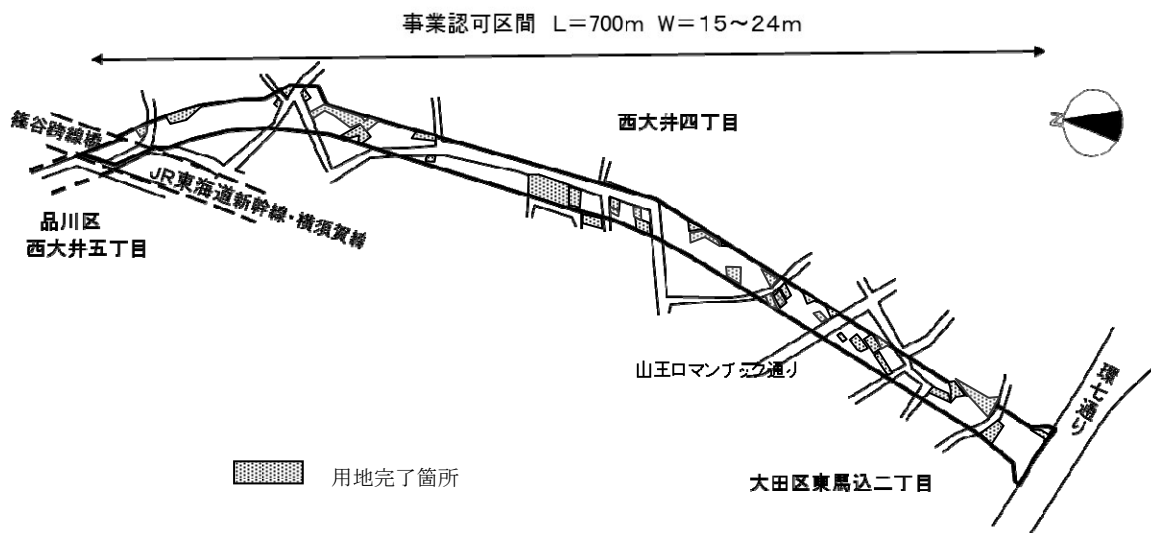 事業認可区間 L=700m W=15~24m
西大井四丁目
N
篠谷跨線橋
JR東海道新幹線・横須賀線
品川区
西大井五丁目
山王ロマンチック通り
環七通り
用地完了箇所
大田区東馬込二丁目